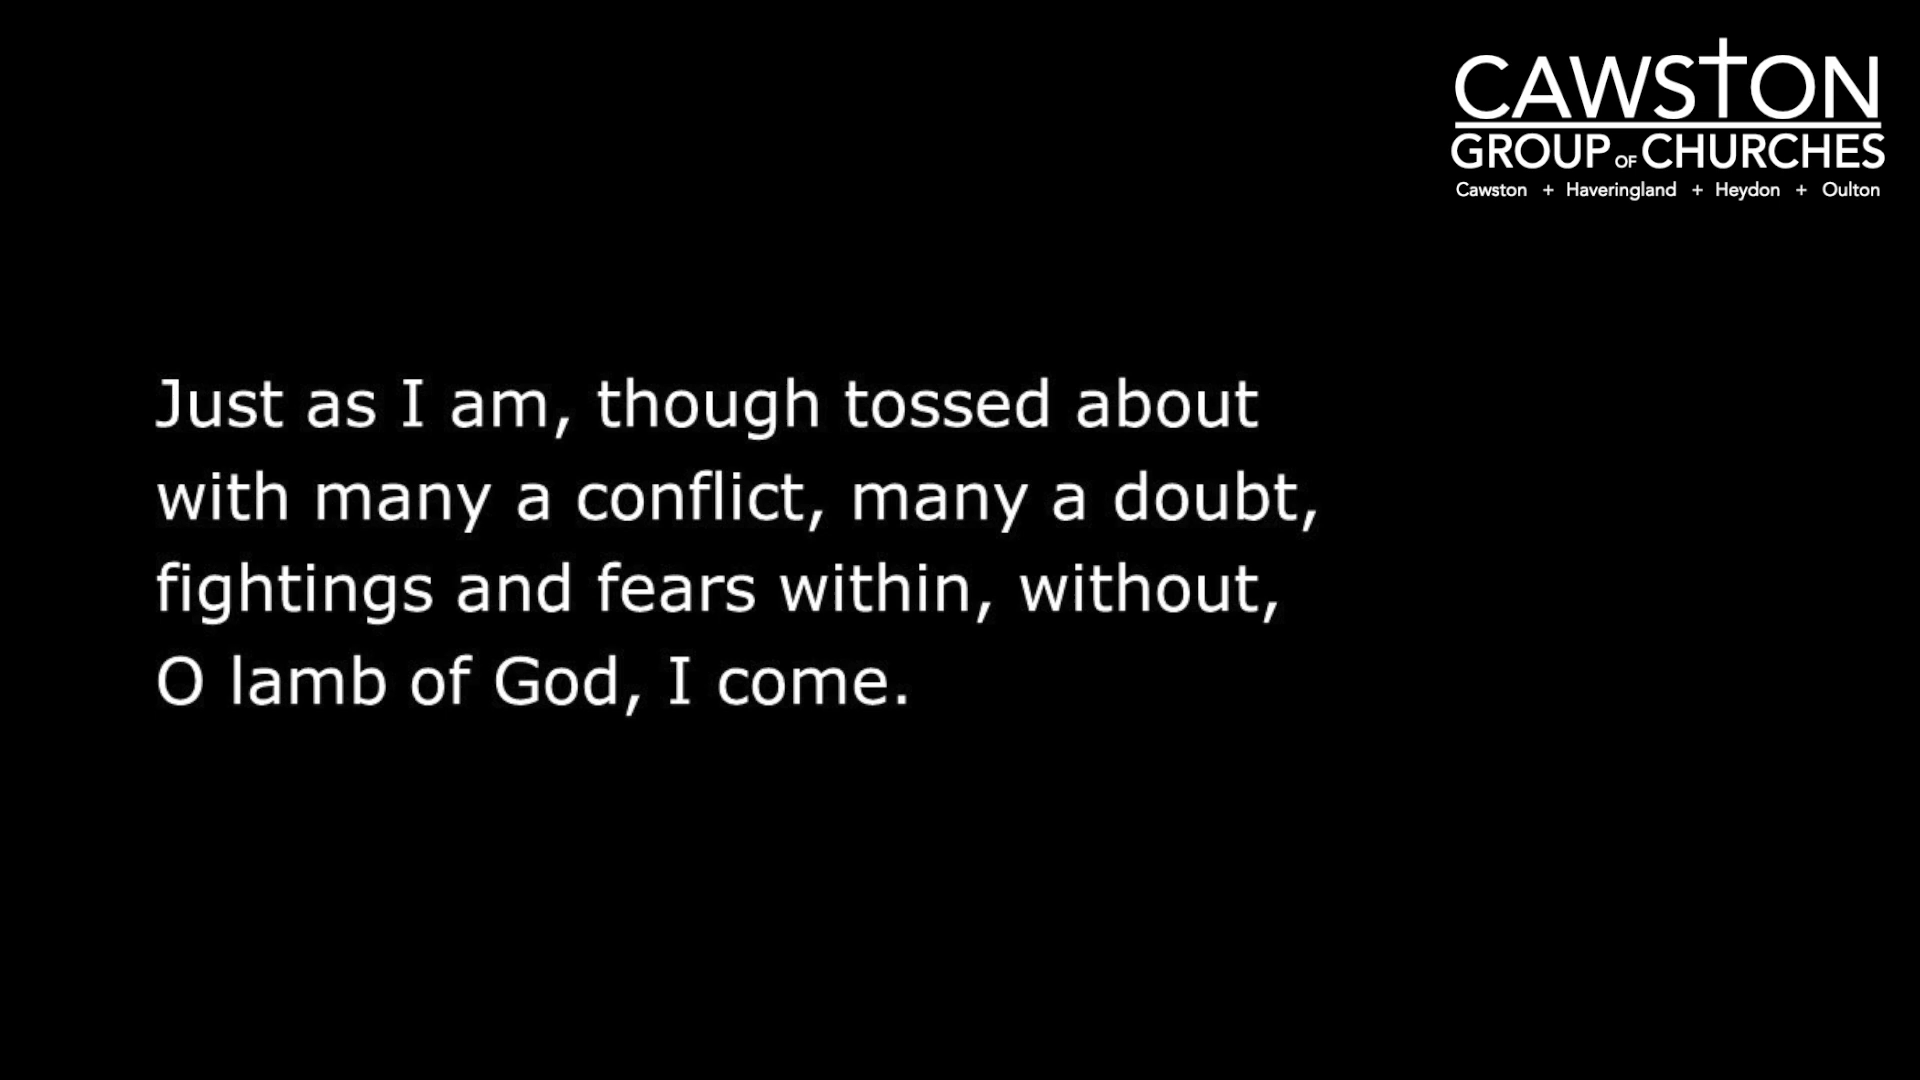 CAWSTON
GROUP OF CHURCHES
Cawston + Haveringland + Heydon + Oulton
Just as I am, though tossed about
with many a conflict, many a doubt,
fightings and fears within, without,
O lamb of God, I come.